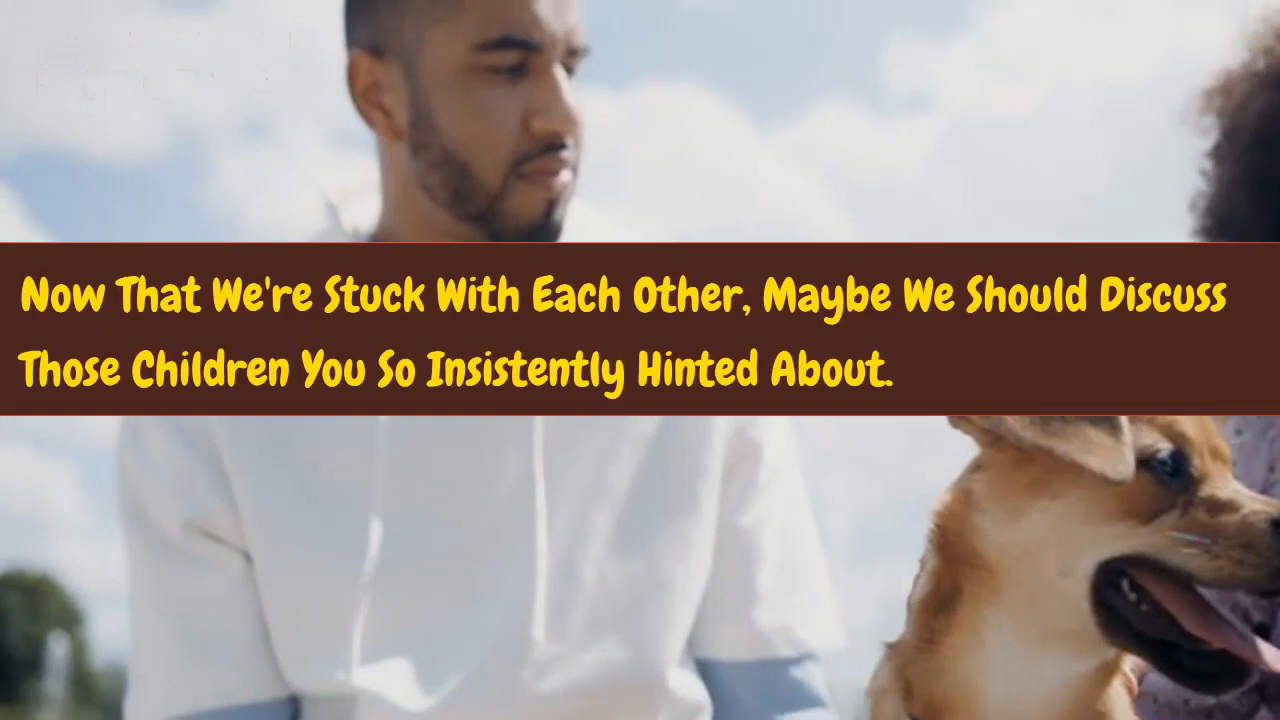 Now That We're Stuck With Each Other, Maybe We Should Discuss
Those Children You So Insistently Hinted About.